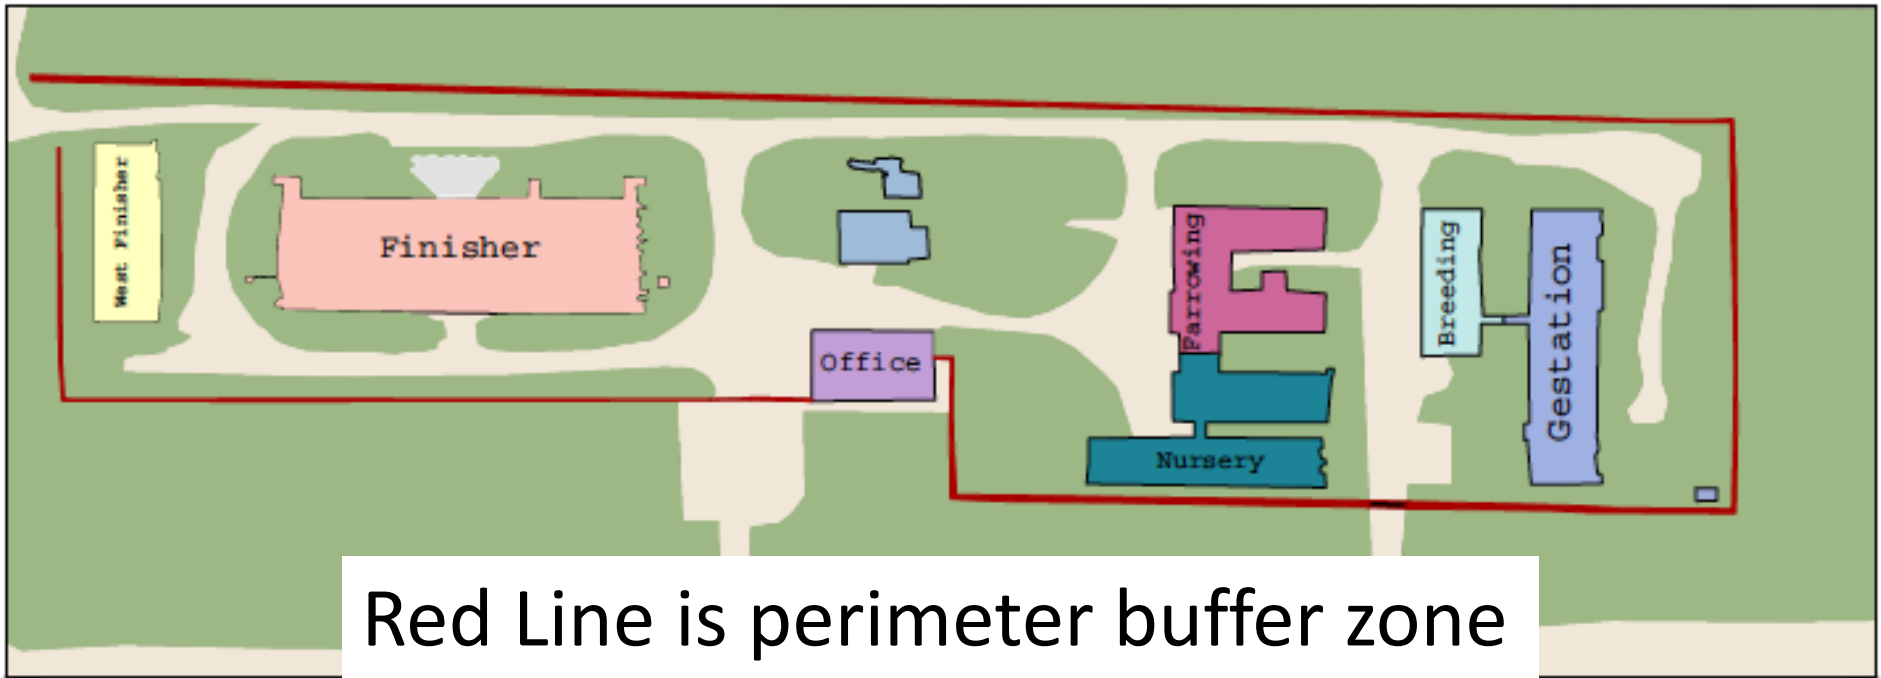 West Finisher
Finisher
Office
Farrowing
Nursery
Breeding
Gestation
Red Line is perimeter buffer zone